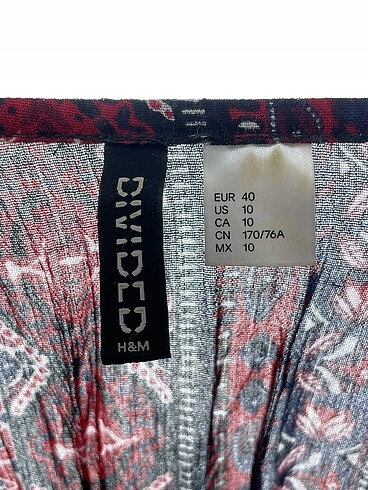 DIVIDED
H&M
EUR 40
US 10
CA 10
CN 170/76A
MX 10